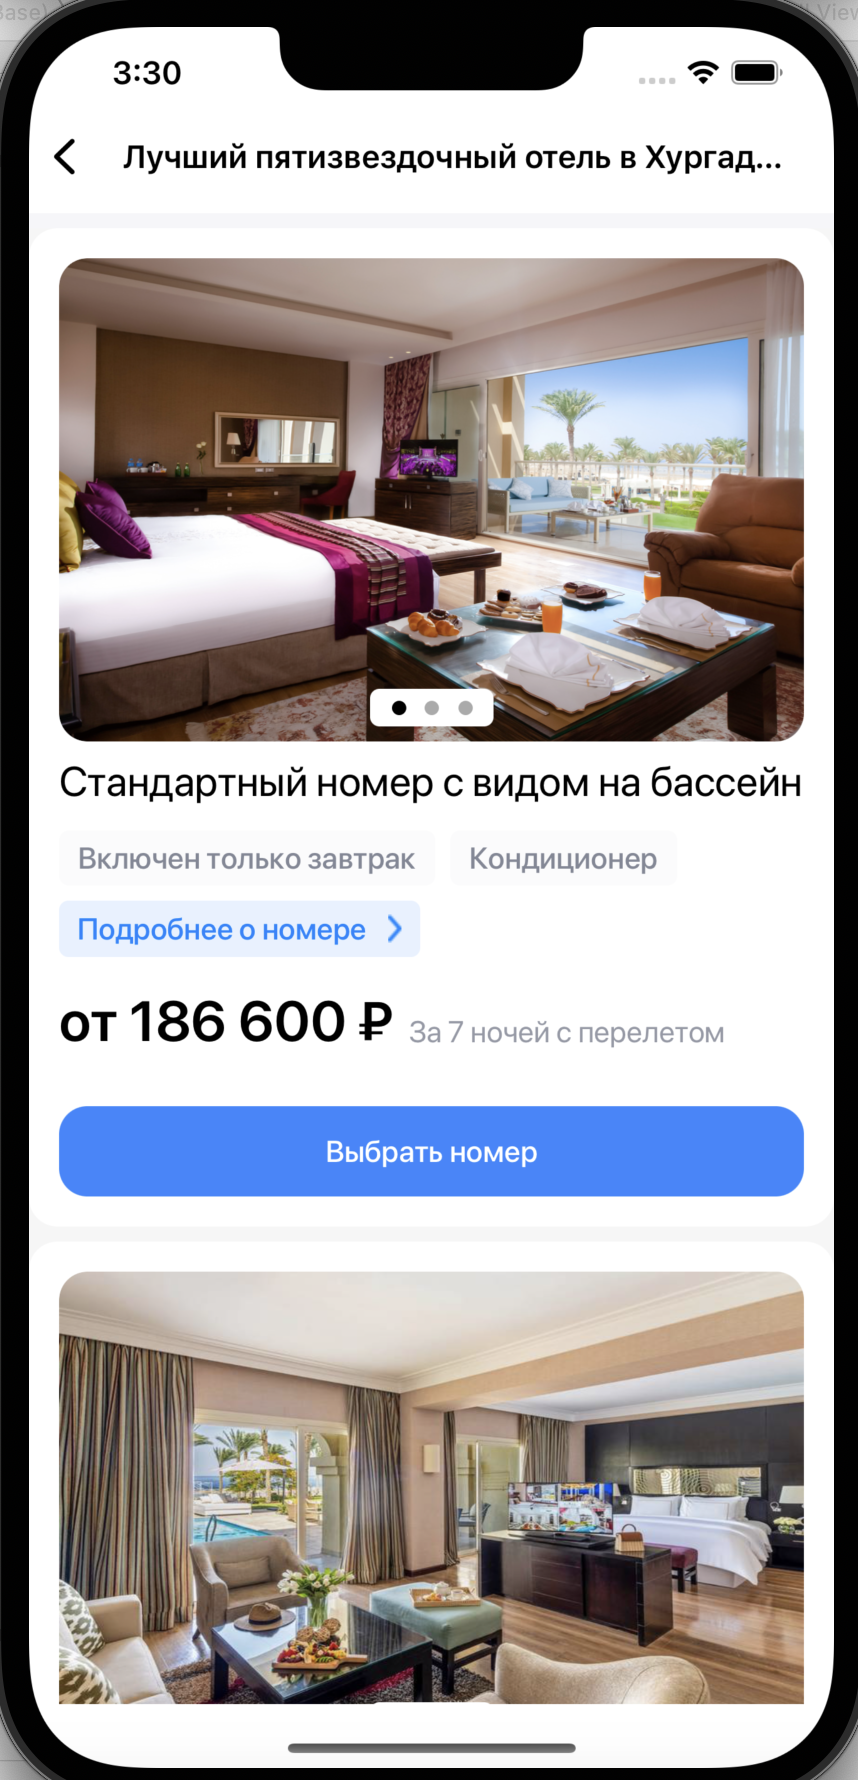 3:30
Лучший пятизвездочный отель в Хургад...
Стандартный номер с видом на бассейн
Включен только завтрак
Кондиционер
Подробнее о номере
от 186 600 ₽ За 7 ночей с перелетом
Выбрать номер